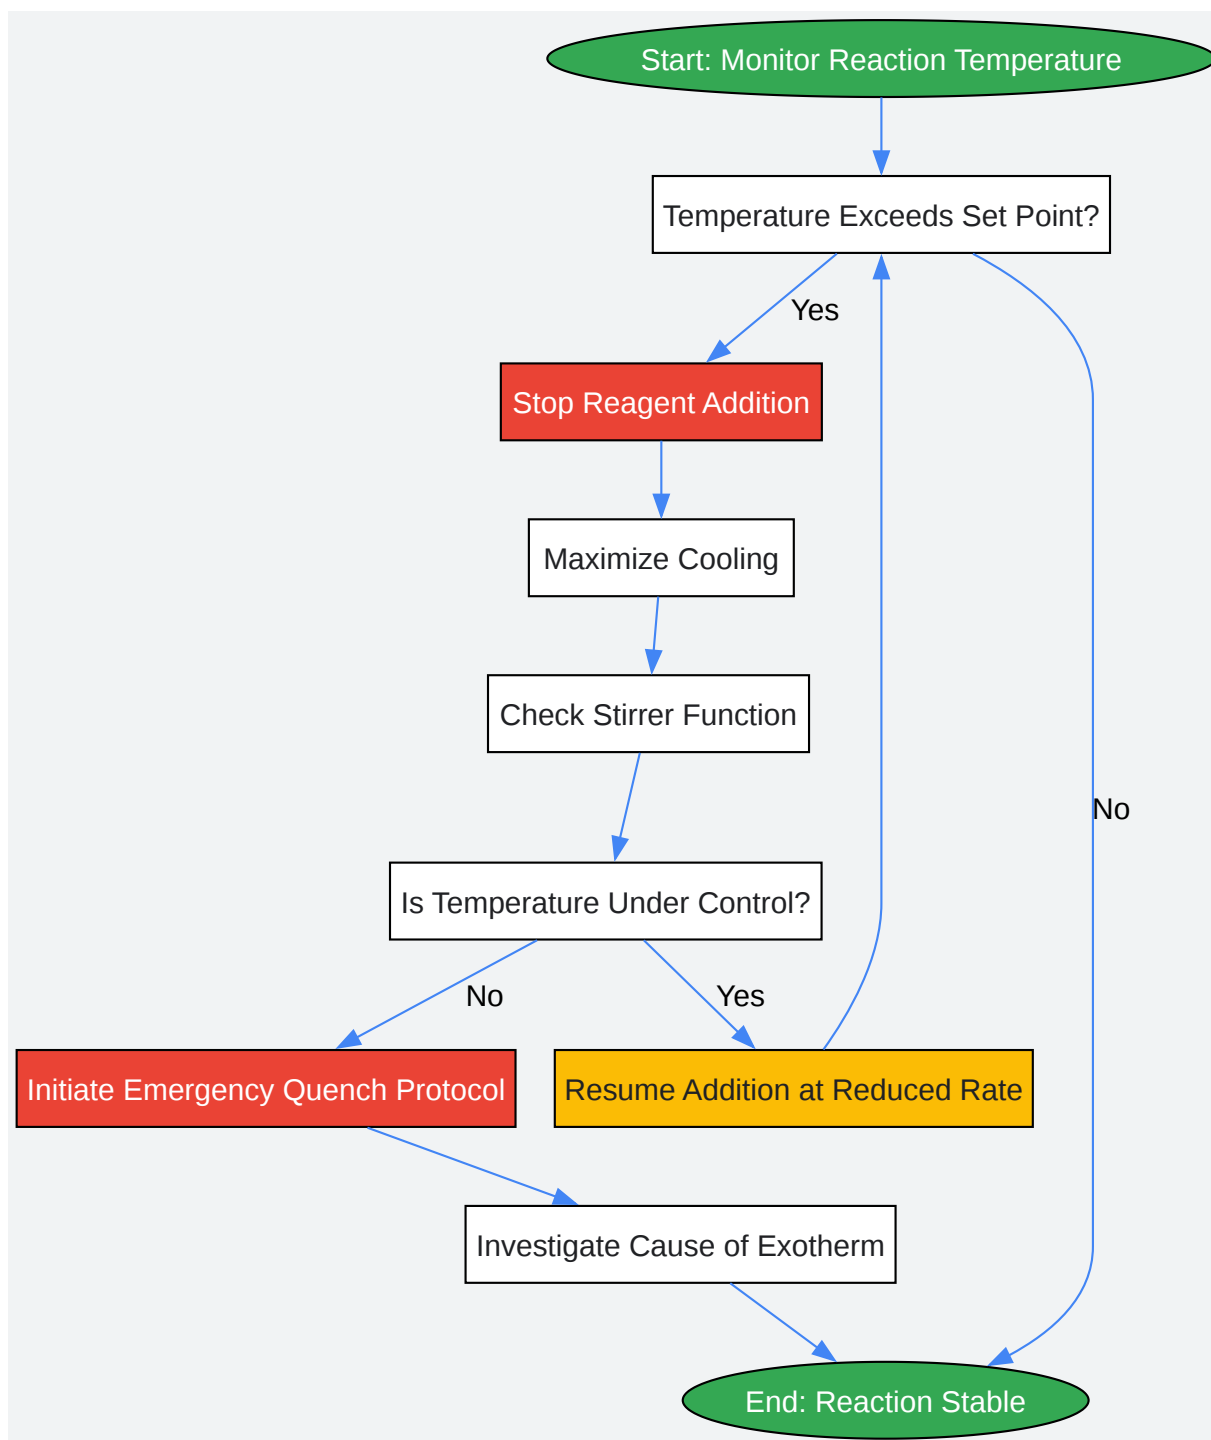 Start: Monitor Reaction Temperature
Temperature Exceeds Set Point?
Yes
Stop Reagent Addition
Maximize Cooling
Check Stirrer Function
No
Is Temperature Under Control?
No
Yes
Initiate Emergency Quench Protocol
Resume Addition at Reduced Rate
Investigate Cause of Exotherm
End: Reaction Stable